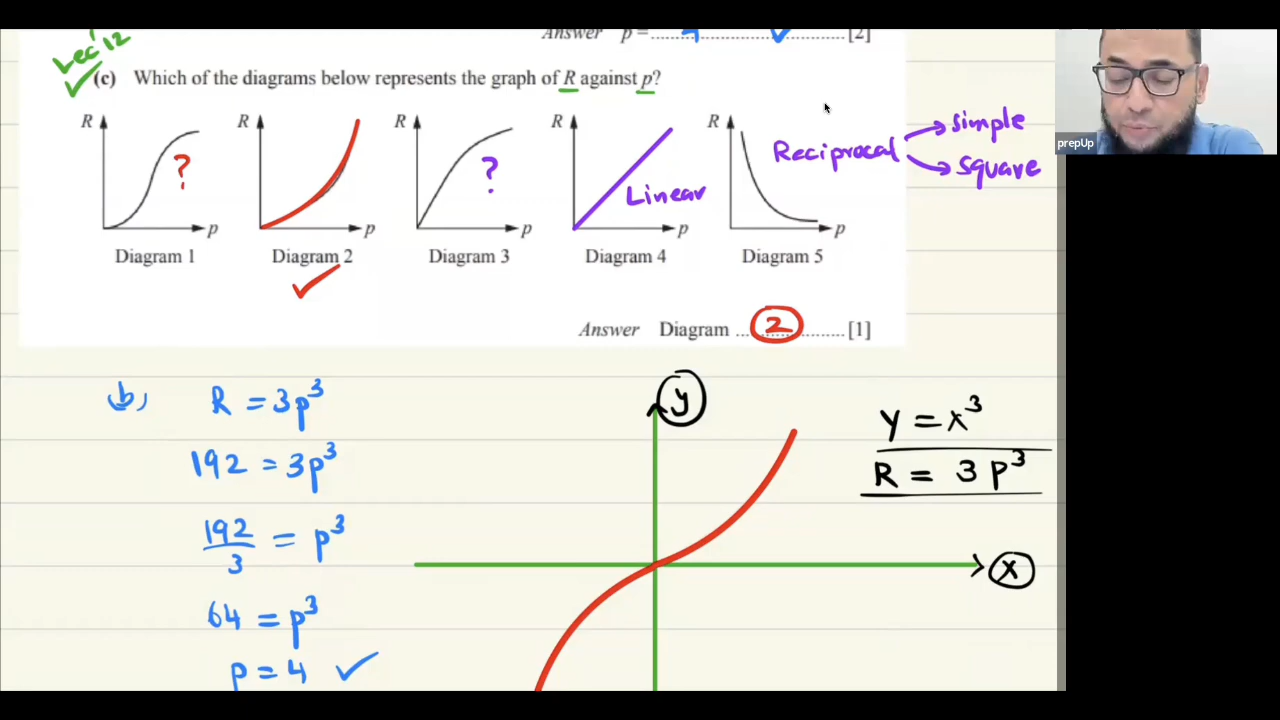 Lec 12
Answer p = ............ [2]
(c) Which of the diagrams below represents the graph of R against p?
R R R R R
? ? Linear Reciprocal simple
square
prepUp
p p p p p
Diagram 1 Diagram 2 Diagram 3 Diagram 4 Diagram 5
Answer Diagram ... 2 ......... [1]
(b) R = 3p³
192 = 3p³
192/3 = p³
64 = p³
p = 4
y
x
y = x³
R = 3p³